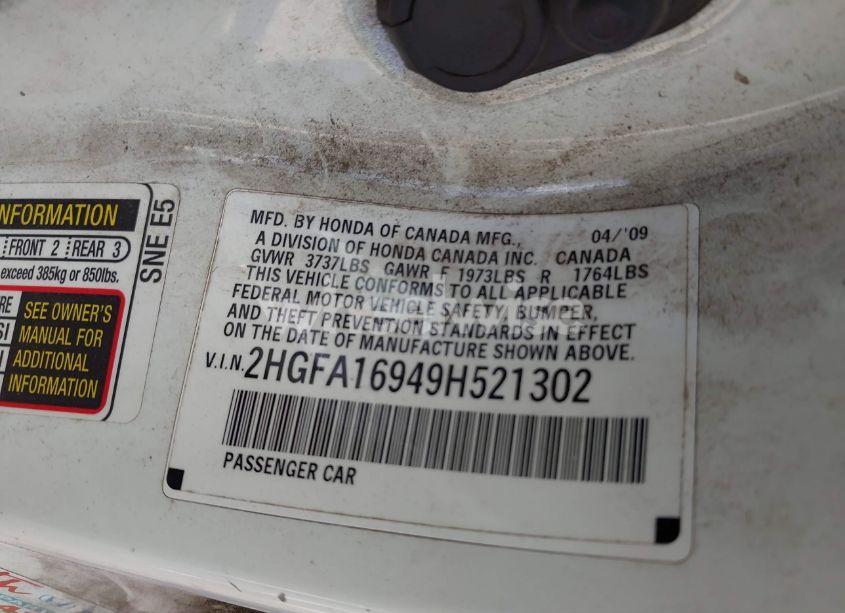 INFORMATION
FRONT 2 REAR 3
exceed 385kg or 850lbs.
SEE OWNER'S
MANUAL FOR
ADDITIONAL
INFORMATION
SNE E5
MFD. BY HONDA OF CANADA MFG., 04/'09
A DIVISION OF HONDA CANADA INC. CANADA
GVWR 3737LBS GAWR F 1973LBS R 1764LBS
THIS VEHICLE CONFORMS TO ALL APPLICABLE
FEDERAL MOTOR VEHICLE SAFETY, BUMPER,
AND THEFT PREVENTION STANDARDS IN EFFECT
ON THE DATE OF MANUFACTURE SHOWN ABOVE.
V.I.N. 2HGFA16949H521302
PASSENGER CAR